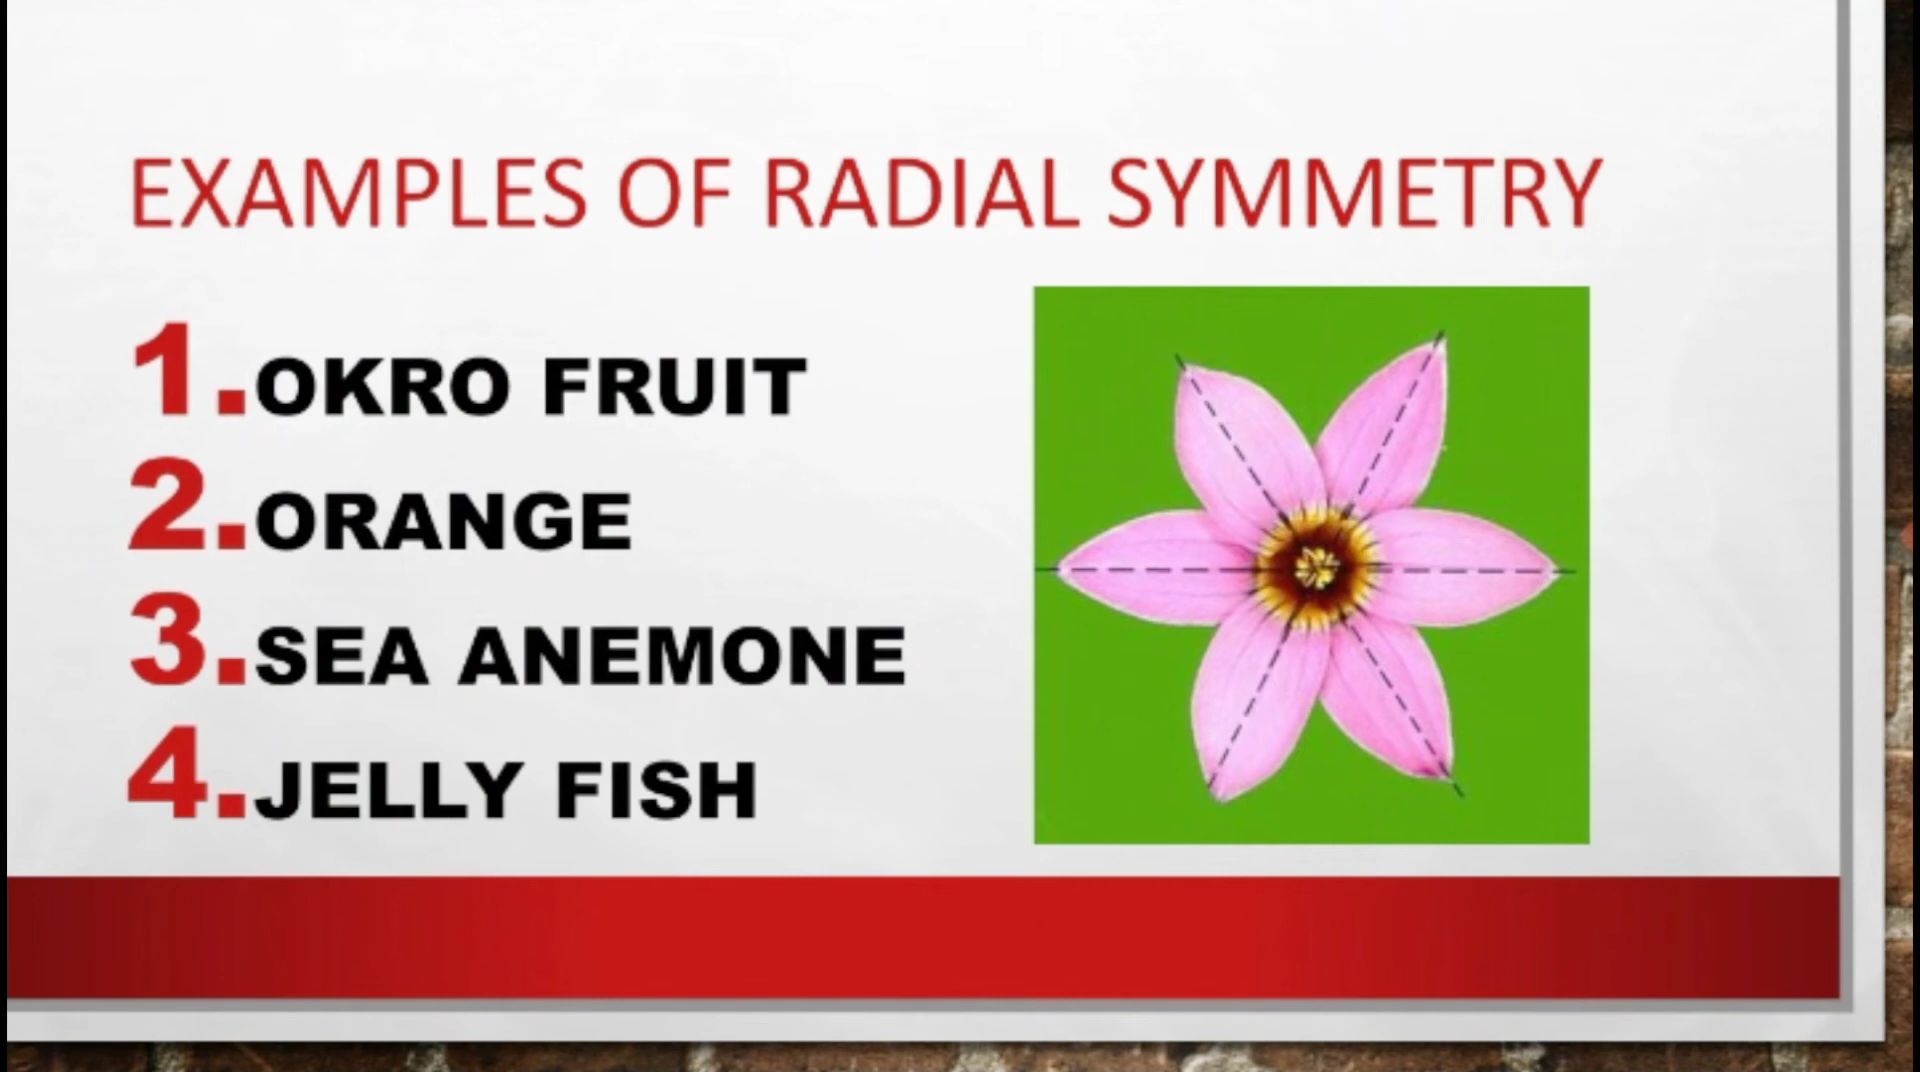 EXAMPLES OF RADIAL SYMMETRY
1.OKRO FRUIT
2.ORANGE
3.SEA ANEMONE
4.JELLY FISH